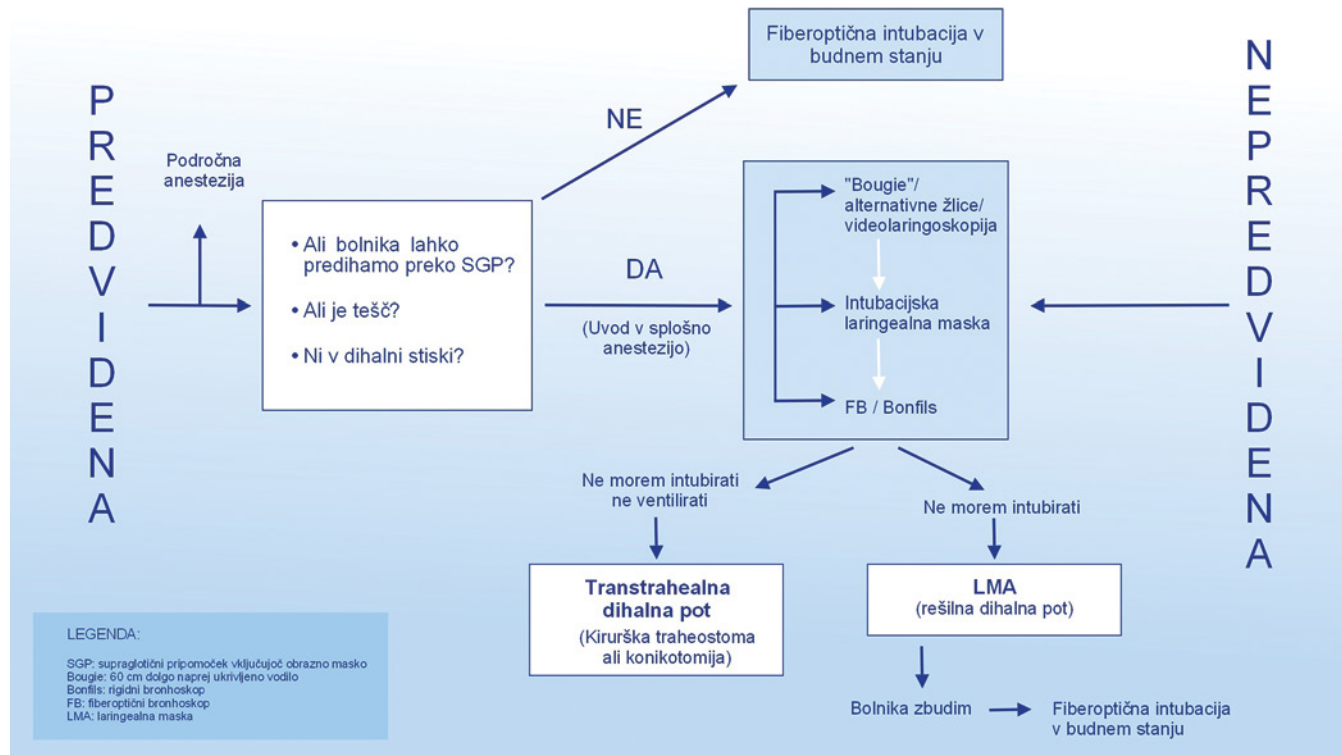 PREDVIDENA
Področna
anestezija
• Ali bolnika lahko
predihamo preko SGP?
• Ali je tešč?
• Ni v dihalni stiski?
NE
Fiberoptična intubacija v
budnem stanju
DA
(Uvod v splošno
anestezijo)
"Bougie"/
alternativne žlice/
videolaringoskopija
Intubacijska
laringealna maska
FB / Bonfils
NEPREDVIDENA
Ne morem intubirati
ne ventilirati
Ne morem intubirati
Transtrahealna
dihalna pot
(Kirurška traheostoma
ali konikotomija)
LMA
(rešilna dihalna pot)
Bolnika zbudim
Fiberoptična intubacija
v budnem stanju
LEGENDA:
SGP: supraglotični pripomoček vključujoč obrazno masko
Bougie: 60 cm dolgo naprej ukrivljeno vodilo
Bonfils: rigidni bronhoskop
FB: fiberoptični bronhoskop
LMA: laringealna maska